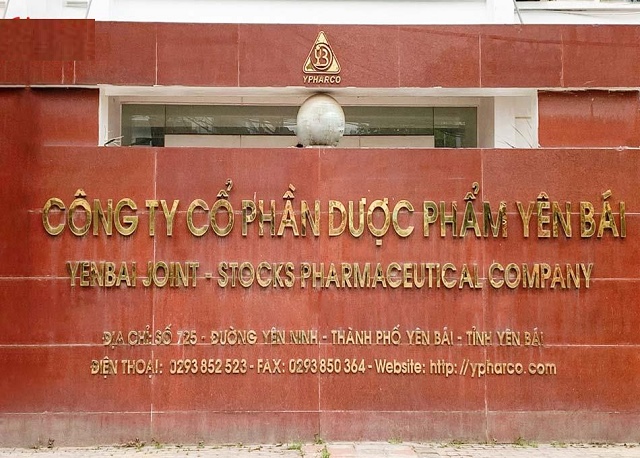 YPHARCO
CÔNG TY CỔ PHẦN DƯỢC PHẨM YÊN BÁI
YENBAI JOINT - STOCKS PHARMACEUTICAL COMPANY
ĐỊA CHỈ: SỐ 725 - ĐƯỜNG YÊN NINH - THÀNH PHỐ YÊN BÁI - TỈNH YÊN BÁI
ĐIỆN THOẠI: 0293 852 523 - FAX: 0293 850 364 - Website: http://ypharco.com